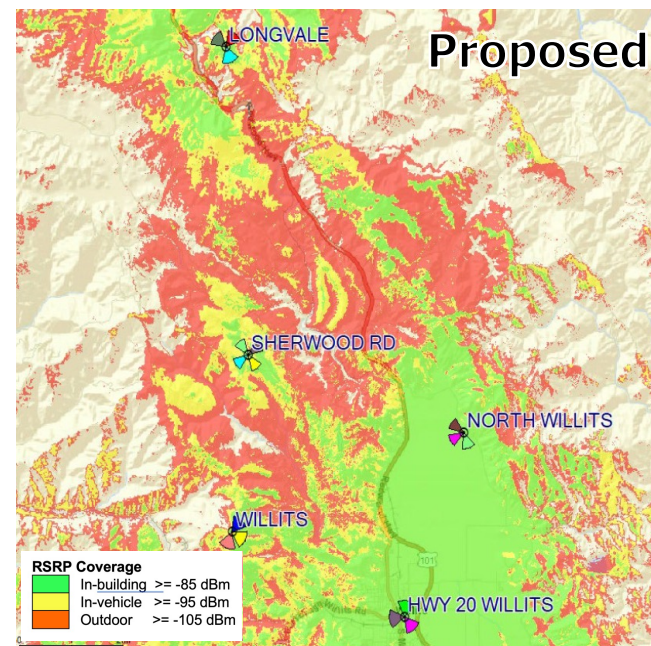 LONGVALE
Proposed
SHERWOOD RD
NORTH WILLITS
WILLITS
101
HWY 20 WILLITS
RSRP Coverage
In-building >= -85 dBm
In-vehicle >= -95 dBm
Outdoor >= -105 dBm